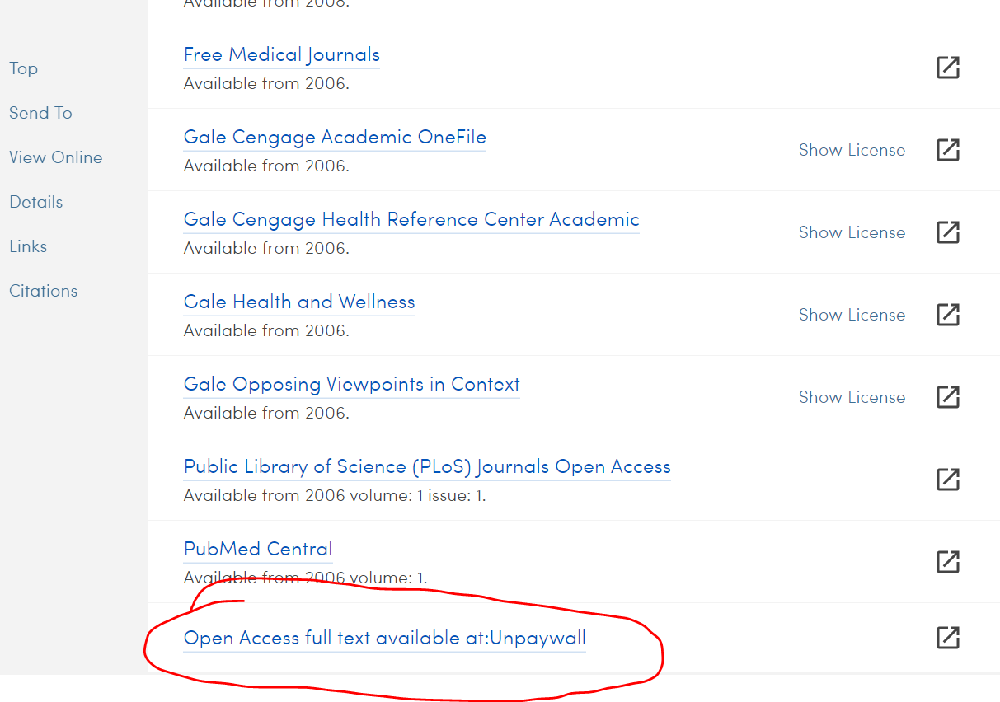 Available from 2008.
Top
Send To
View Online
Details
Links
Citations
Free Medical Journals
Available from 2006.
Gale Cengage Academic OneFile
Available from 2006.
Show License
Gale Cengage Health Reference Center Academic
Available from 2006.
Show License
Gale Health and Wellness
Available from 2006.
Show License
Gale Opposing Viewpoints in Context
Available from 2006.
Show License
Public Library of Science (PLoS) Journals Open Access
Available from 2006 volume: 1 issue: 1.
PubMed Central
Available from 2006 volume: 1.
Open Access full text available at:Unpaywall